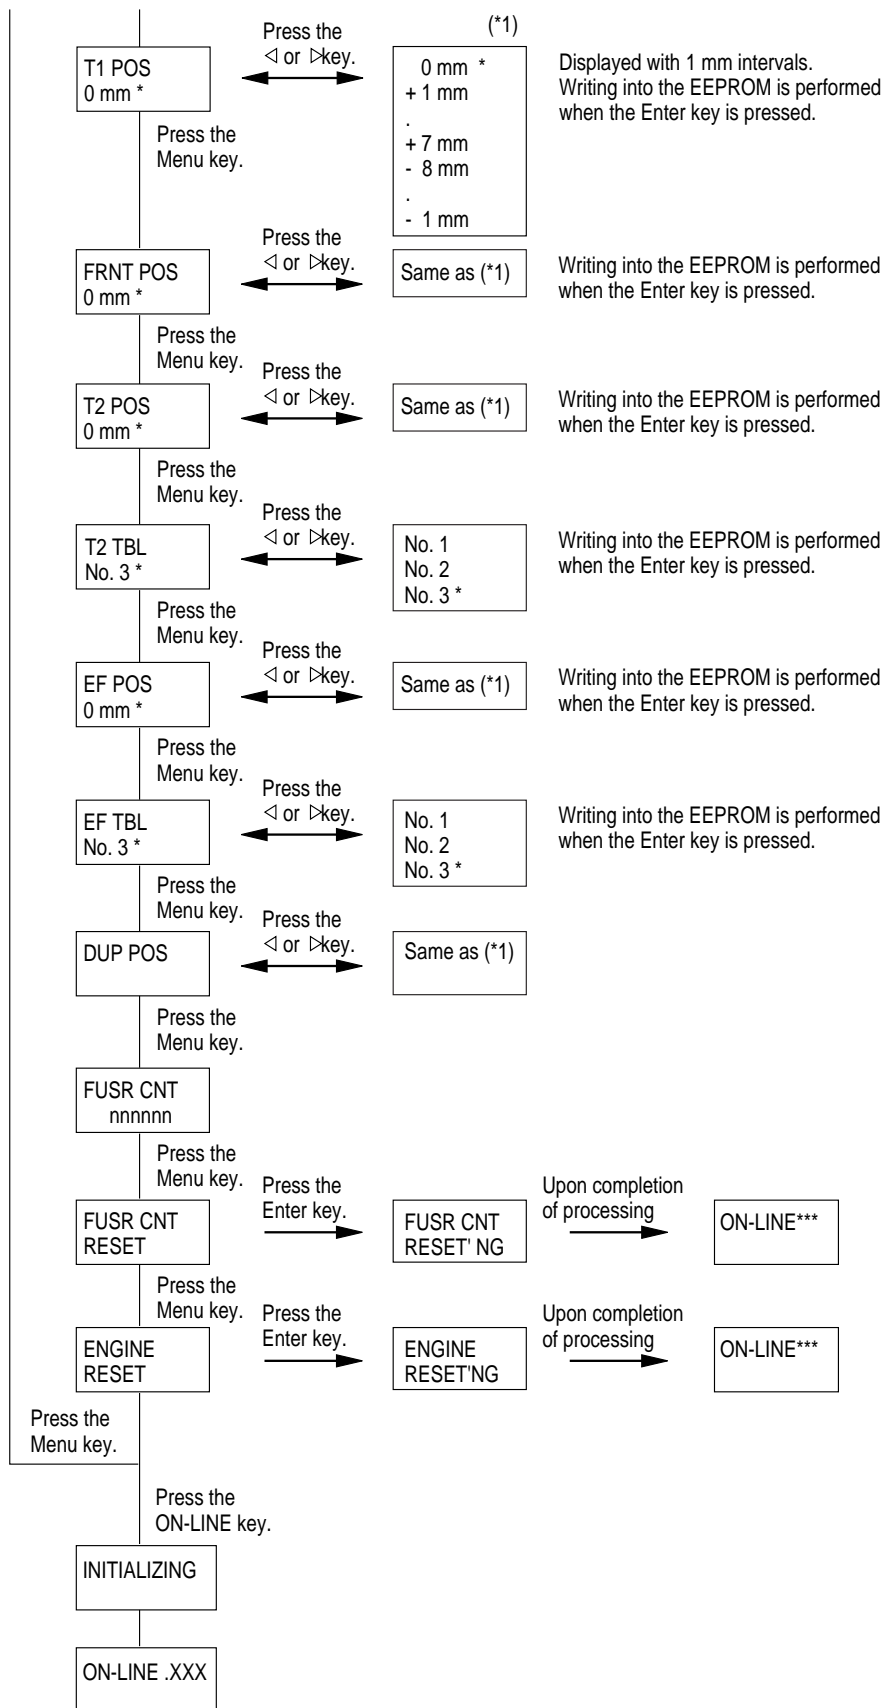 (*1)
Press the
◁ or ▷key.
T1 POS
0 mm *
0 mm *
+ 1 mm
.
+ 7 mm
- 8 mm
.
- 1 mm
Displayed with 1 mm intervals.
Writing into the EEPROM is performed
when the Enter key is pressed.
Press the
Menu key.
Press the
◁ or ▷key.
FRNT POS
0 mm *
Same as (*1)
Writing into the EEPROM is performed
when the Enter key is pressed.
Press the
Menu key.
Press the
◁ or ▷key.
T2 POS
0 mm *
Same as (*1)
Writing into the EEPROM is performed
when the Enter key is pressed.
Press the
Menu key.
Press the
◁ or ▷key.
T2 TBL
No. 3 *
No. 1
No. 2
No. 3 *
Writing into the EEPROM is performed
when the Enter key is pressed.
Press the
Menu key.
Press the
◁ or ▷key.
EF POS
0 mm *
Same as (*1)
Writing into the EEPROM is performed
when the Enter key is pressed.
Press the
Menu key.
Press the
◁ or ▷key.
EF TBL
No. 3 *
No. 1
No. 2
No. 3 *
Writing into the EEPROM is performed
when the Enter key is pressed.
Press the
Menu key.
Press the
◁ or ▷key.
DUP POS
Same as (*1)
Press the
Menu key.
FUSR CNT
nnnnnn
Press the
Menu key.
FUSR CNT
RESET
Press the
Enter key.
FUSR CNT
RESET' NG
Upon completion
of processing
ON-LINE***
Press the
Menu key.
ENGINE
RESET
Press the
Enter key.
ENGINE
RESET'NG
Upon completion
of processing
ON-LINE***
Press the
Menu key.
Press the
ON-LINE key.
INITIALIZING
ON-LINE .XXX